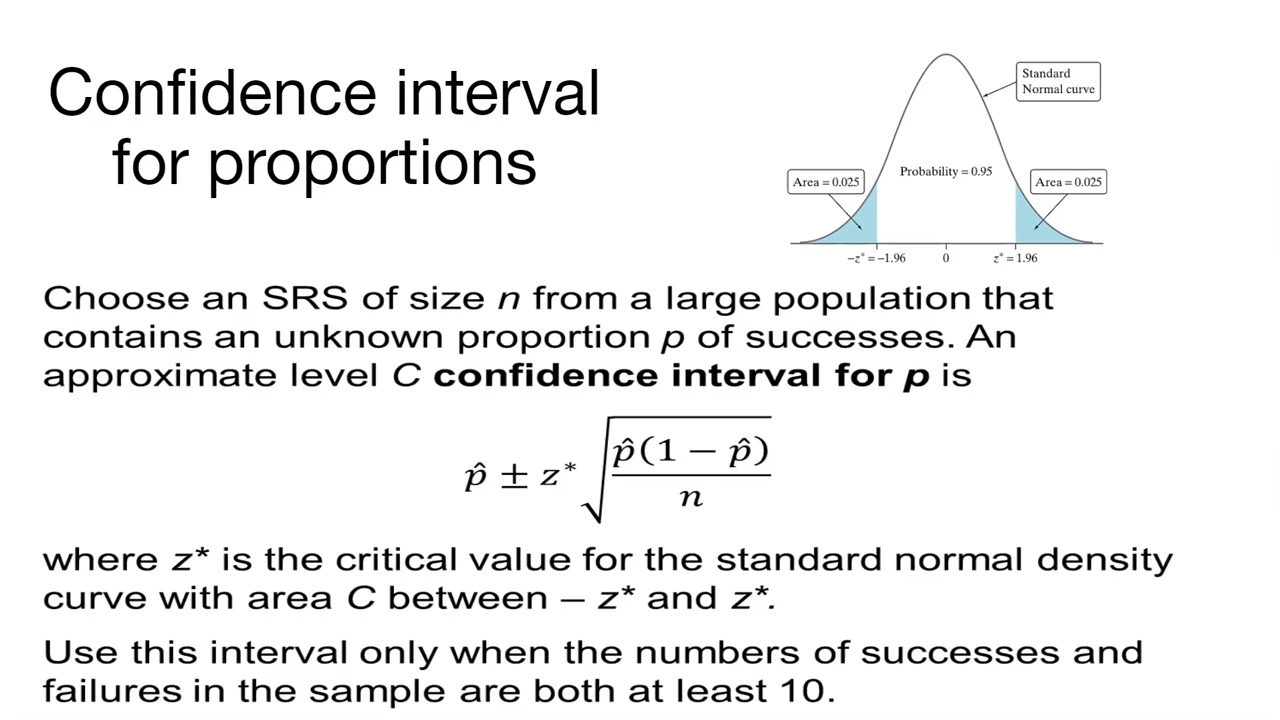 Confidence interval
for proportions
Standard
Normal curve
Probability = 0.95
Area = 0.025
Area = 0.025
−z* = −1.96
0
z* = 1.96
Choose an SRS of size n from a large population that
contains an unknown proportion p of successes. An
approximate level C confidence interval for p is
p̂ ± z* √(p̂(1 − p̂)/n)
where z* is the critical value for the standard normal density
curve with area C between – z* and z*.
Use this interval only when the numbers of successes and
failures in the sample are both at least 10.